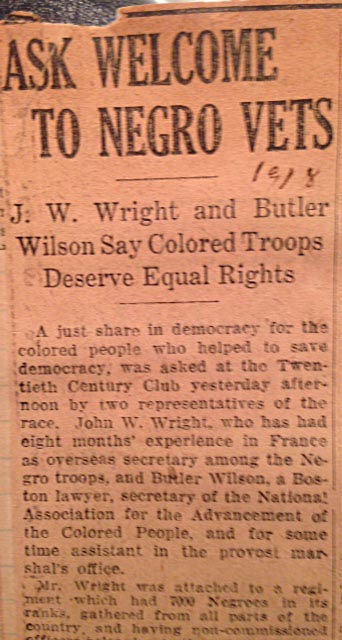 ASK WELCOME
TO NEGRO VETS
1918
J. W. Wright and Butler
Wilson Say Colored Troops
Deserve Equal Rights
A just share in democracy for the
colored people who helped to save
democracy, was asked at the Twen-
tieth Century Club yesterday after-
noon by two representatives of the
race. John W. Wright, who has had
eight months' experience in France
as overseas secretary among the Ne-
gro troops, and Butler Wilson, a Bos-
ton lawyer, secretary of the National
Association for the Advancement of
the Colored People, and for some
time assistant in the provost mar-
shal's office.
Mr. Wright was attached to a regi-
ment which had 7000 Negroes in its
ranks, gathered from all parts of the
country, and having non-commissioned